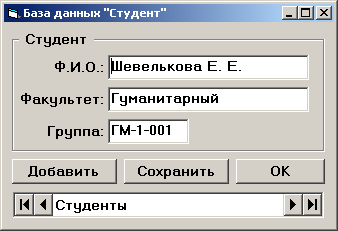 База данных "Студент"
Студент
Ф.И.О.: Шевелькова Е. Е.
Факультет: Гуманитарный
Группа: ГМ-1-001
Добавить Сохранить OK
Студенты